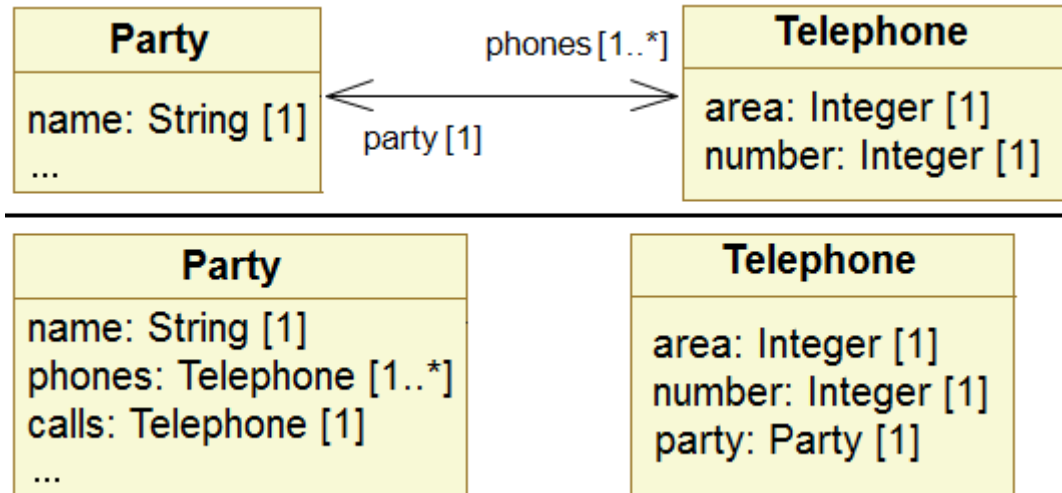 Party
name: String [1]
...
phones [1..*]
party [1]
Telephone
area: Integer [1]
number: Integer [1]
Party
name: String [1]
phones: Telephone [1..*]
calls: Telephone [1]
...
Telephone
area: Integer [1]
number: Integer [1]
party: Party [1]